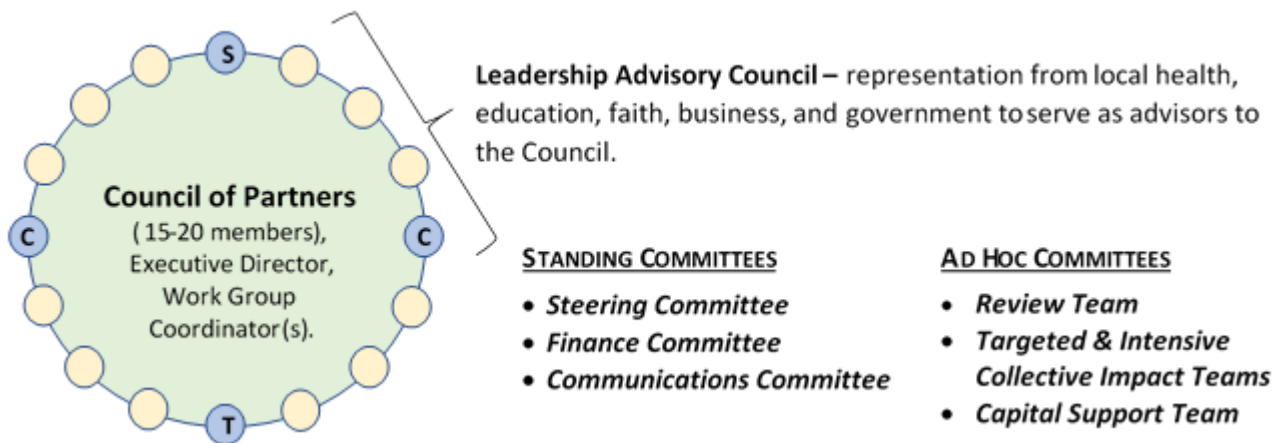 S
C
C
T
Council of Partners
( 15-20 members),
Executive Director,
Work Group
Coordinator(s).
Leadership Advisory Council – representation from local health,
education, faith, business, and government to serve as advisors to
the Council.
STANDING COMMITTEES
• Steering Committee
• Finance Committee
• Communications Committee
AD HOC COMMITTEES
• Review Team
• Targeted & Intensive
Collective Impact Teams
• Capital Support Team